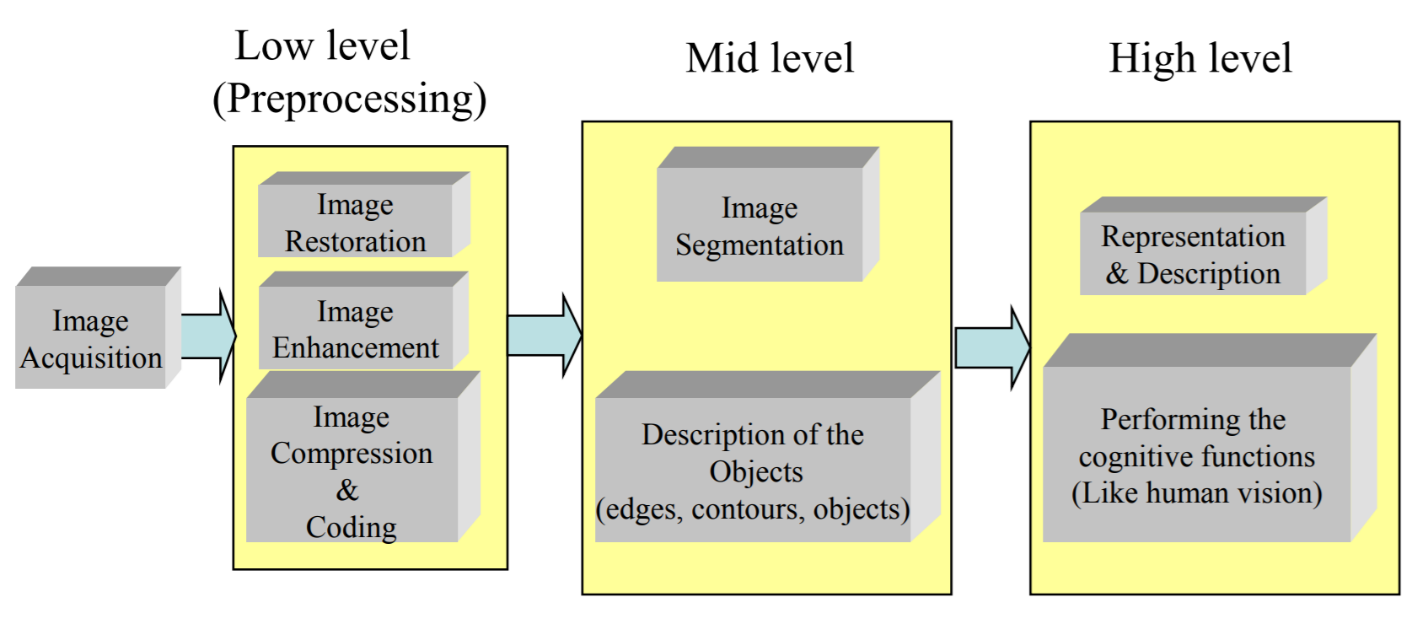 Low level
(Preprocessing)
Mid level
High level
Image
Acquisition
Image
Restoration
Image
Enhancement
Image
Compression
&
Coding
Image
Segmentation
Description of the
Objects
(edges, contours, objects)
Representation
& Description
Performing the
cognitive functions
(Like human vision)